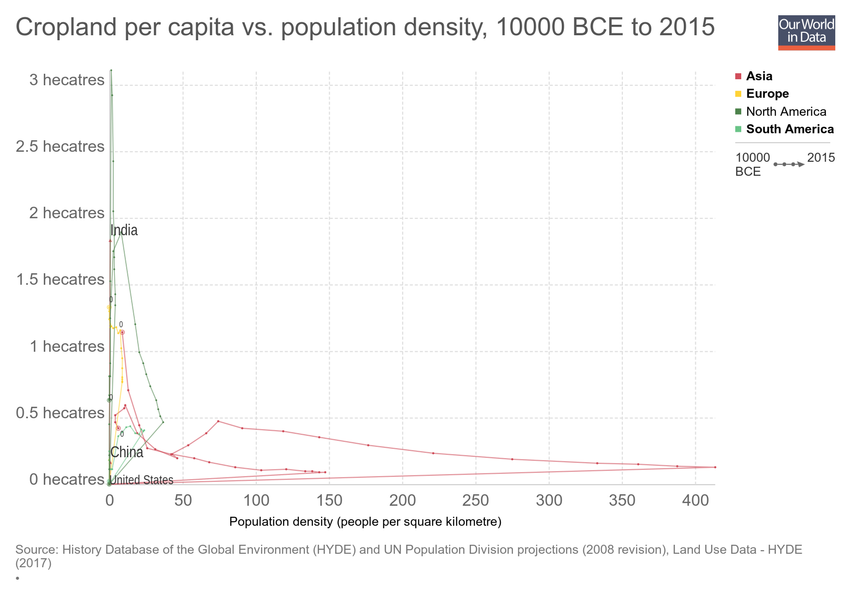 Cropland per capita vs. population density, 10000 BCE to 2015
Our World
in Data
3 hecatres
2.5 hecatres
2 hecatres
1.5 hecatres
1 hecatres
0.5 hecatres
0 hecatres
India
0
0
0
0
China
United States
0
50
100
150
200
250
300
350
400
Population density (people per square kilometre)
Asia
Europe
North America
South America
10000
BCE
2015
Source: History Database of the Global Environment (HYDE) and UN Population Division projections (2008 revision), Land Use Data - HYDE
(2017)
•